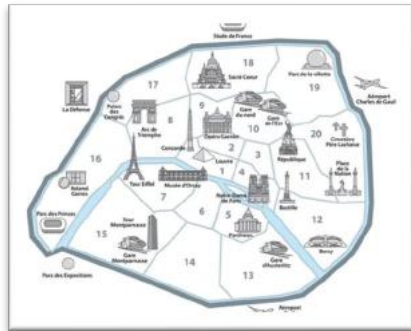 Stade de France
18
Sacré Coeur
Parc de la villette
19
17
La Défense
Palais
des
Congrès
Arc de
Triomphe
8
9
Gare
du nord
Gare
de l'Est
10
Aéroport
Charles de Gaulle
Opéra Garnier
Concorde
2
3
République
20
Cimetière
Père Lachaise
16
Louvre
1
4
11
Place
de la
Nation
Roland
Garros
Tour Eiffel
Musée d'Orsay
Notre Dame
de Paris
Bastille
7
6
5
Panthéon
12
Parc des Princes
15
Tour
Montparnasse
Gare
Montparnasse
Bercy
14
13
Gare
d'Austerlitz
Parc des Expositions
Aéroport